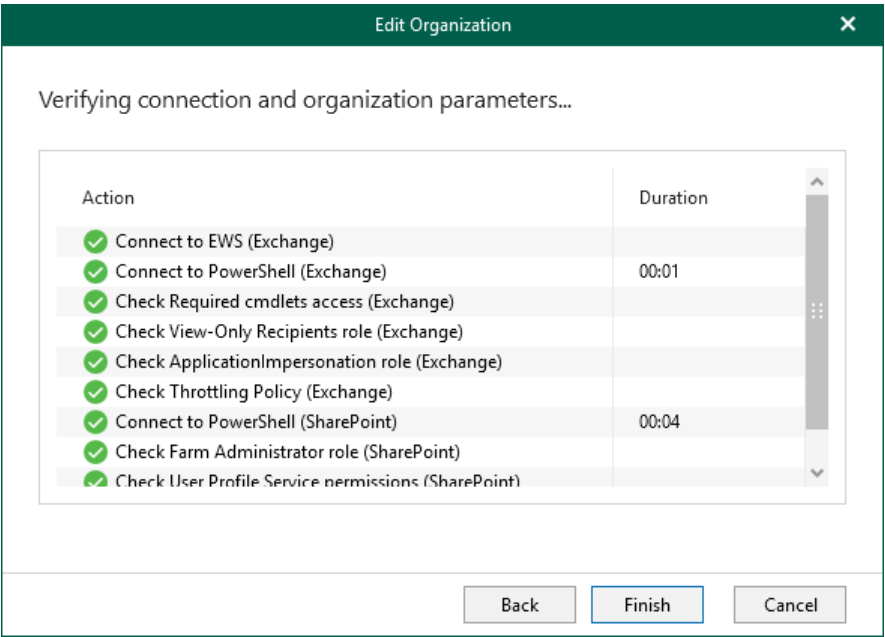 Edit Organization
Verifying connection and organization parameters...
Action Duration
Connect to EWS (Exchange)
Connect to PowerShell (Exchange) 00:01
Check Required cmdlets access (Exchange)
Check View-Only Recipients role (Exchange)
Check ApplicationImpersonation role (Exchange)
Check Throttling Policy (Exchange)
Connect to PowerShell (SharePoint) 00:04
Check Farm Administrator role (SharePoint)
Check User Profile Service permissions (SharePoint)
Back Finish Cancel